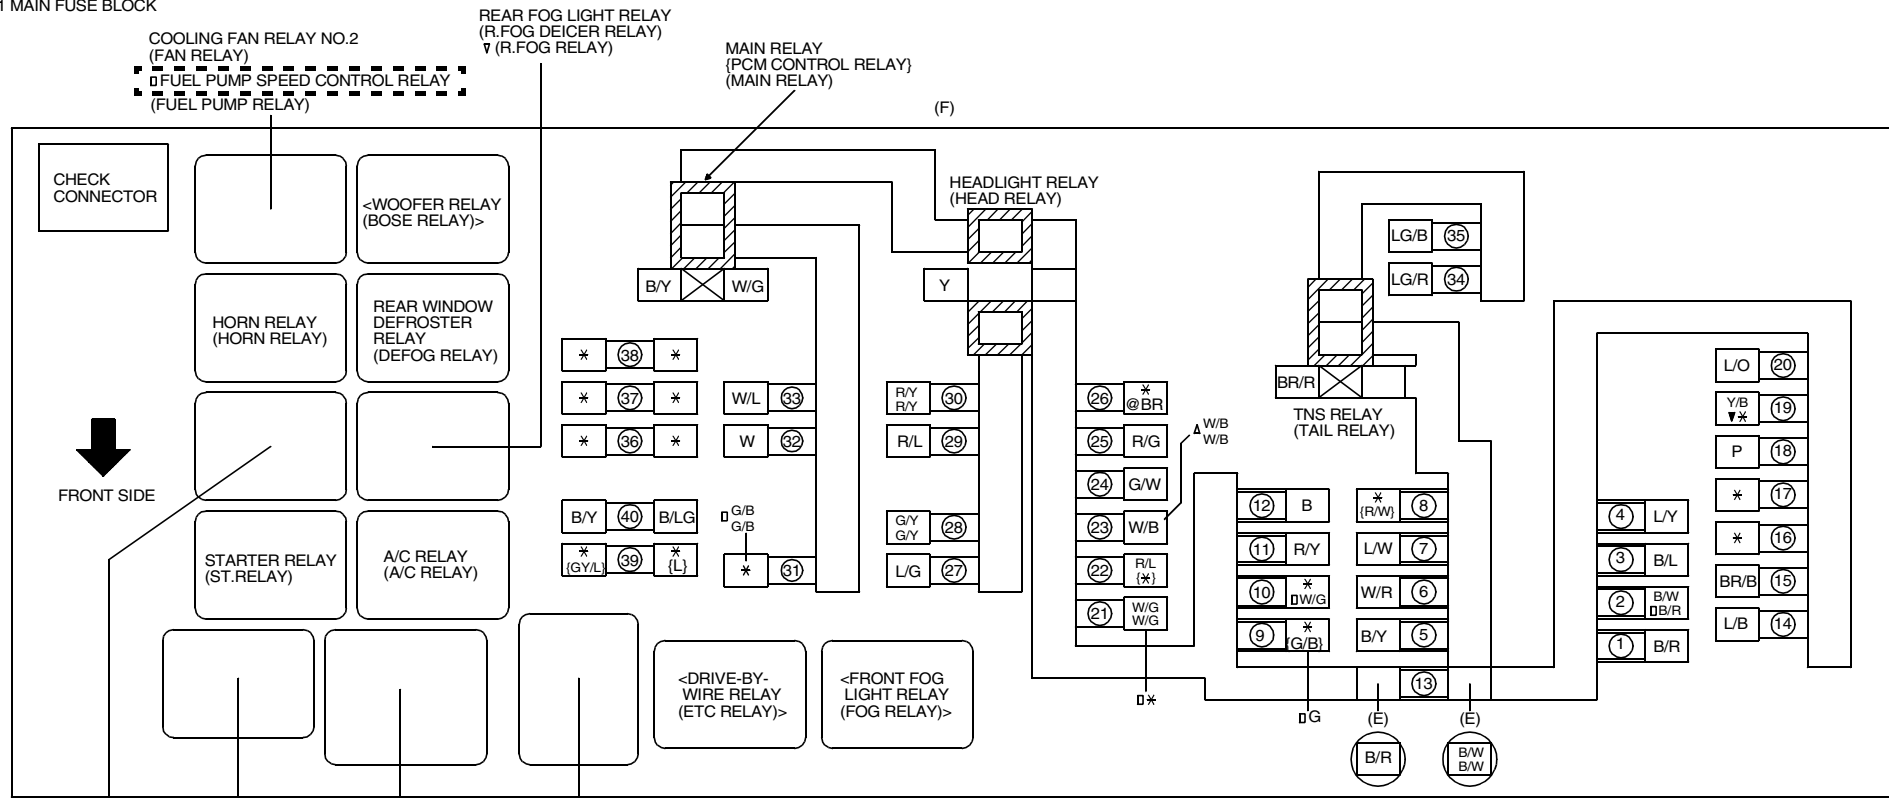 1 MAIN FUSE BLOCK
COOLING FAN RELAY NO.2
(FAN RELAY)
▯FUEL PUMP SPEED CONTROL RELAY
(FUEL PUMP RELAY)
REAR FOG LIGHT RELAY
(R.FOG DEICER RELAY)
▽ (R.FOG RELAY)
MAIN RELAY
{PCM CONTROL RELAY}
(MAIN RELAY)
(F)
CHECK
CONNECTOR
<WOOFER RELAY
(BOSE RELAY)>
HORN RELAY
(HORN RELAY)
REAR WINDOW
DEFROSTER
RELAY
(DEFOG RELAY)
FRONT SIDE
STARTER RELAY
(ST.RELAY)
A/C RELAY
(A/C RELAY)
<DRIVE-BY-
WIRE RELAY
(ETC RELAY)>
<FRONT FOG
LIGHT RELAY
(FOG RELAY)>
B/Y W/G
* 38 *
* 37 *
* 36 *
B/Y 40 B/LG
*
{GY/L} 39 *
{L}
W/L 33
W 32
▯G/B
G/B
* 31
HEADLIGHT RELAY
(HEAD RELAY)
Y
R/Y
R/Y 30
R/L 29
G/Y
G/Y 28
L/G 27
26 *
@BR
25 R/G
24 G/W
23 W/B
△W/B
W/B
22 R/L
{*}
21 W/G
W/G
▯*
LG/B 35
LG/R 34
BR/R
TNS RELAY
(TAIL RELAY)
12 B
11 R/Y
10 *
▯W/G
9 *
{G/B}
▯G
*
{R/W} 8
L/W 7
W/R 6
B/Y 5
13
(E)
B/R
(E)
B/W
B/W
4 L/Y
3 B/L
2 B/W
▯B/R
1 B/R
L/O 20
Y/B
▼* 19
P 18
* 17
* 16
BR/B 15
L/B 14